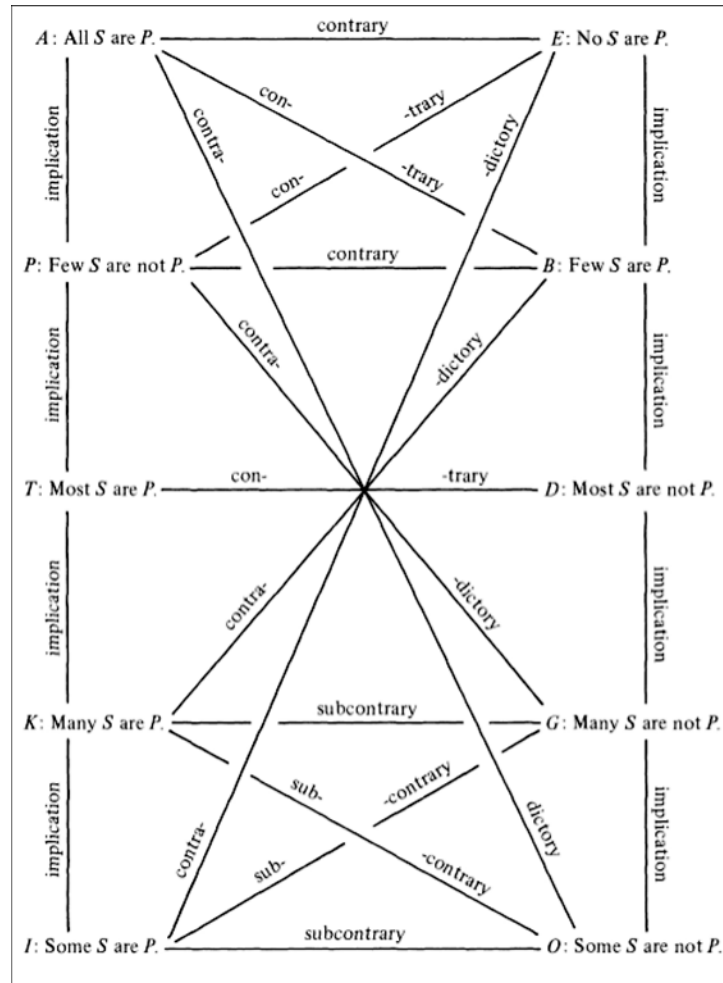 contrary
A: All S are P.
E: No S are P.
con-
-trary
contra-
-dictory
implication
implication
con-
-trary
contrary
P: Few S are not P.
B: Few S are P.
contra-
-dictory
implication
implication
con-
-trary
T: Most S are P.
D: Most S are not P.
contra-
-dictory
implication
implication
subcontrary
K: Many S are P.
G: Many S are not P.
sub-
-contrary
contra-
dictory
implication
implication
sub-
-contrary
subcontrary
I: Some S are P.
O: Some S are not P.